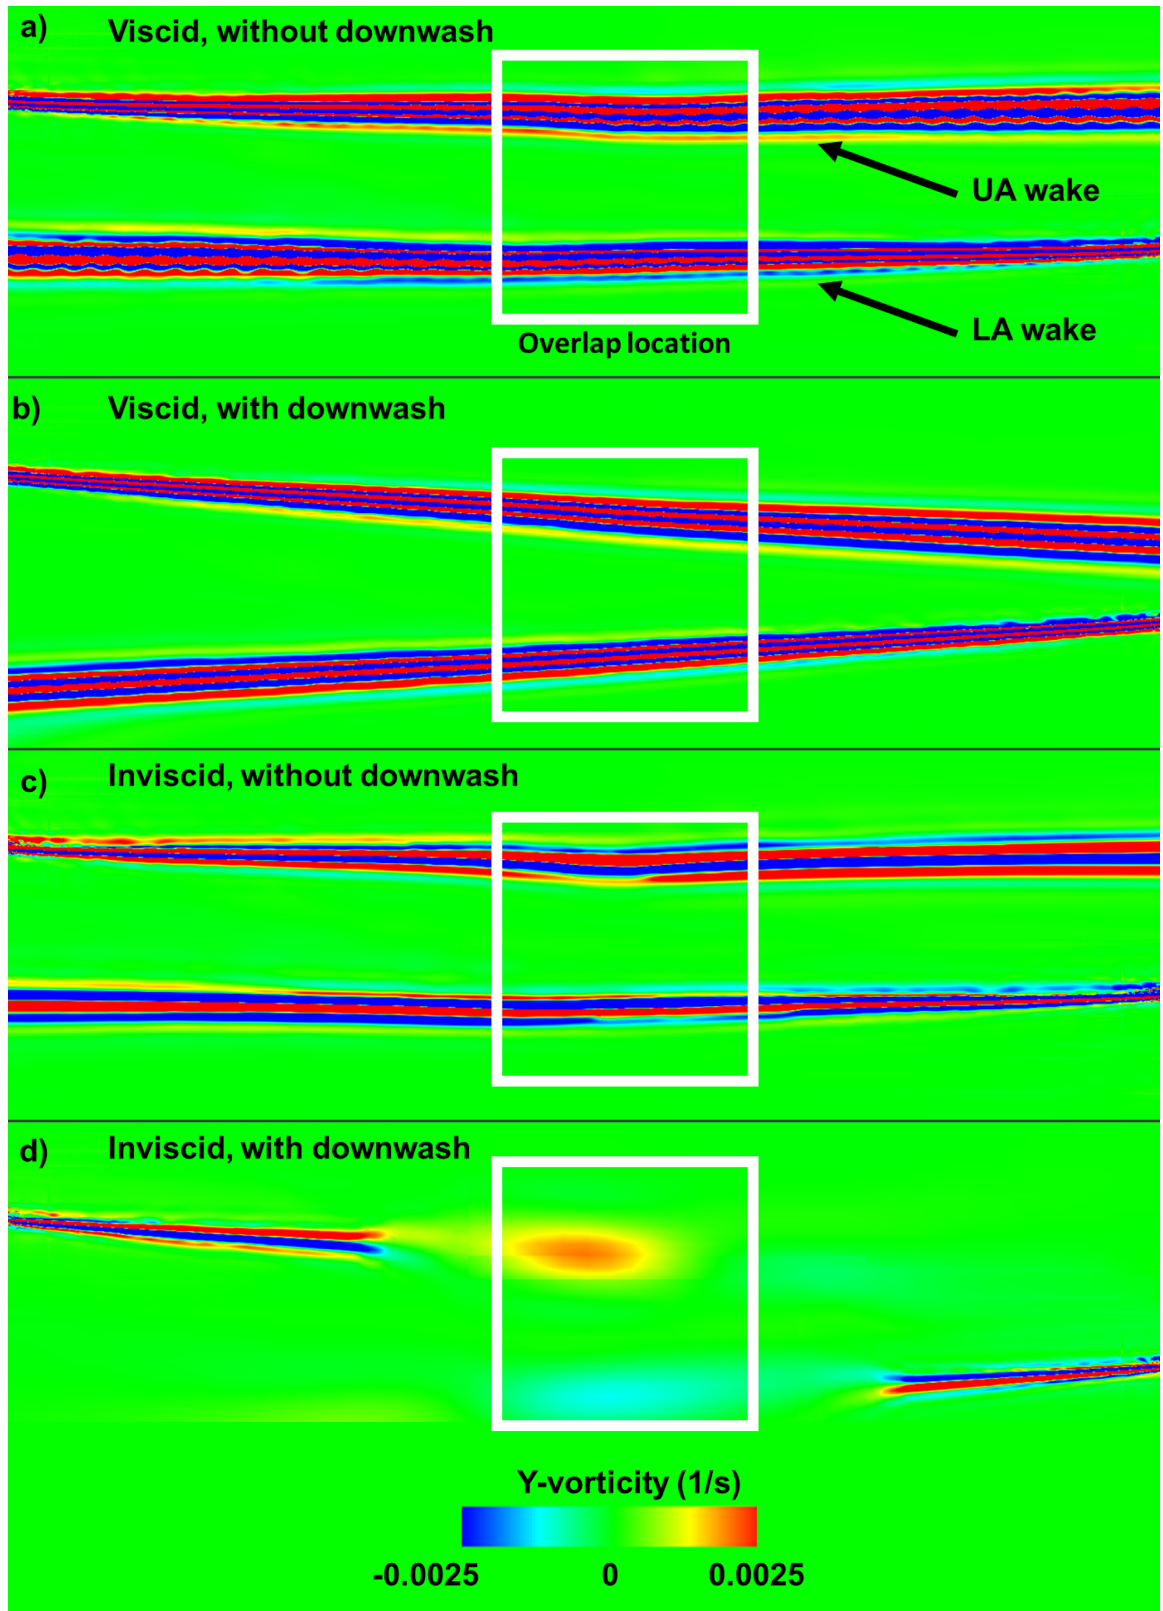 a) Viscid, without downwash
UA wake
LA wake
Overlap location
b) Viscid, with downwash
c) Inviscid, without downwash
d) Inviscid, with downwash
Y-vorticity (1/s)
-0.0025 0 0.0025